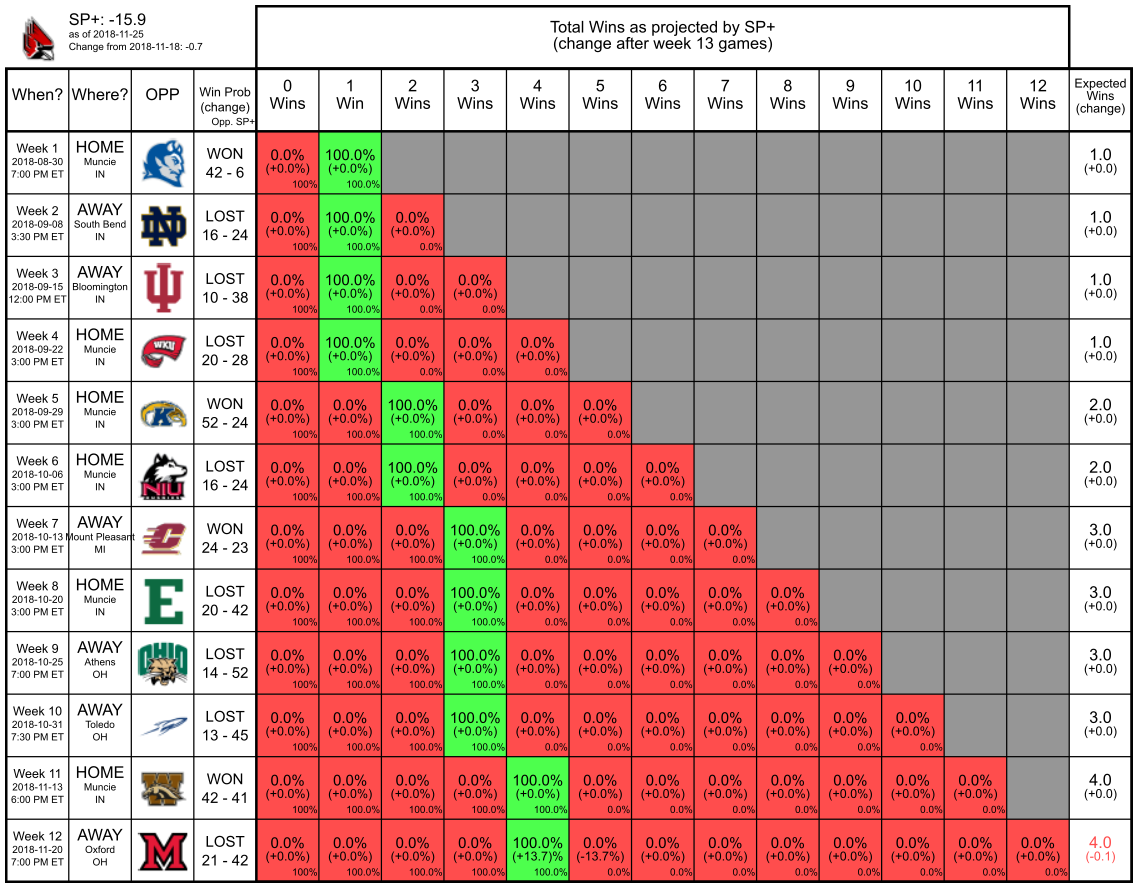 SP+: -15.9
as of 2018-11-25
Change from 2018-11-18: -0.7
Total Wins as projected by SP+
(change after week 13 games)
When? Where? OPP Win Prob (change) Opp. SP+ 0 Wins 1 Win 2 Wins 3 Wins 4 Wins 5 Wins 6 Wins 7 Wins 8 Wins 9 Wins 10 Wins 11 Wins 12 Wins Expected Wins (change)
Week 1 HOME WON 0.0% 100.0% 1.0
2018-08-30 Mucie (+0.0%) (+0.0%) (+0.0)
7:00 PM ET IN 42 - 6 100% 100.0%
Week 2 AWAY LOST 0.0% 100.0% 0.0% 1.0
2018-09-08 South Bend (+0.0%) (+0.0%) (+0.0%) (+0.0)
3:30 PM ET IN 16 - 24 100% 100.0% 0.0%
Week 3 AWAY LOST 0.0% 100.0% 0.0% 0.0% 1.0
2018-09-15 Bloomington (+0.0%) (+0.0%) (+0.0%) (+0.0%) (+0.0)
12:00 PM ET IN 10 - 38 100% 100.0% 0.0% 0.0%
Week 4 HOME WKU LOST 0.0% 100.0% 0.0% 0.0% 0.0% 1.0
2018-09-22 Muncie (+0.0%) (+0.0%) (+0.0%) (+0.0%) (+0.0%) (+0.0)
3:00 PM ET IN 20 - 28 100% 100.0% 0.0% 0.0% 0.0%
Week 5 HOME K WON 0.0% 0.0% 100.0% 0.0% 0.0% 0.0% 2.0
2018-09-29 Muncie (+0.0%) (+0.0%) (+0.0%) (+0.0%) (+0.0%) (+0.0%) (+0.0)
3:00 PM ET IN 52 - 24 100% 100.0% 100.0% 0.0% 0.0% 0.0%
Week 6 HOME NIU LOST 0.0% 0.0% 100.0% 0.0% 0.0% 0.0% 0.0% 2.0
2018-10-06 Muncie (+0.0%) (+0.0%) (+0.0%) (+0.0%) (+0.0%) (+0.0%) (+0.0%) (+0.0)
3:00 PM ET IN 16 - 24 100% 100.0% 100.0% 0.0% 0.0% 0.0% 0.0%
Week 7 AWAY C WON 0.0% 0.0% 0.0% 100.0% 0.0% 0.0% 0.0% 0.0% 3.0
2018-10-13 Mount Pleasant (+0.0%) (+0.0%) (+0.0%) (+0.0%) (+0.0%) (+0.0%) (+0.0%) (+0.0%) (+0.0)
3:00 PM ET MI 24 - 23 100% 100.0% 100.0% 100.0% 0.0% 0.0% 0.0% 0.0%
Week 8 HOME E LOST 0.0% 0.0% 0.0% 100.0% 0.0% 0.0% 0.0% 0.0% 0.0% 3.0
2018-10-20 Muncie (+0.0%) (+0.0%) (+0.0%) (+0.0%) (+0.0%) (+0.0%) (+0.0%) (+0.0%) (+0.0%) (+0.0)
3:00 PM ET IN 20 - 42 100% 100.0% 100.0% 100.0% 0.0% 0.0% 0.0% 0.0% 0.0%
Week 9 AWAY OHIO LOST 0.0% 0.0% 0.0% 100.0% 0.0% 0.0% 0.0% 0.0% 0.0% 0.0% 3.0
2018-10-25 Athens (+0.0%) (+0.0%) (+0.0%) (+0.0%) (+0.0%) (+0.0%) (+0.0%) (+0.0%) (+0.0%) (+0.0%) (+0.0)
7:00 PM ET OH 14 - 52 100% 100.0% 100.0% 100.0% 0.0% 0.0% 0.0% 0.0% 0.0% 0.0%
Week 10 AWAY LOST 0.0% 0.0% 0.0% 100.0% 0.0% 0.0% 0.0% 0.0% 0.0% 0.0% 0.0% 3.0
2018-10-31 Toledo (+0.0%) (+0.0%) (+0.0%) (+0.0%) (+0.0%) (+0.0%) (+0.0%) (+0.0%) (+0.0%) (+0.0%) (+0.0%) (+0.0)
7:30 PM ET OH 13 - 45 100% 100.0% 100.0% 100.0% 0.0% 0.0% 0.0% 0.0% 0.0% 0.0% 0.0%
Week 11 HOME W WON 0.0% 0.0% 0.0% 0.0% 100.0% 0.0% 0.0% 0.0% 0.0% 0.0% 0.0% 0.0% 4.0
2018-11-13 Muncie (+0.0%) (+0.0%) (+0.0%) (+0.0%) (+0.0%) (+0.0%) (+0.0%) (+0.0%) (+0.0%) (+0.0%) (+0.0%) (+0.0%) (+0.0)
6:00 PM ET IN 42 - 41 100% 100.0% 100.0% 100.0% 100.0% 0.0% 0.0% 0.0% 0.0% 0.0% 0.0% 0.0%
Week 12 AWAY M LOST 0.0% 0.0% 0.0% 0.0% 100.0% 0.0% 0.0% 0.0% 0.0% 0.0% 0.0% 0.0% 0.0% 4.0
2018-11-20 Oxford (+0.0%) (+0.0%) (+0.0%) (+0.0%) (+13.7)% (-13.7%) (+0.0%) (+0.0%) (+0.0%) (+0.0%) (+0.0%) (+0.0%) (+0.0%) (-0.1)
7:00 PM ET OH 21 - 42 100% 100.0% 100.0% 100.0% 100.0% 0.0% 0.0% 0.0% 0.0% 0.0% 0.0% 0.0% 0.0%